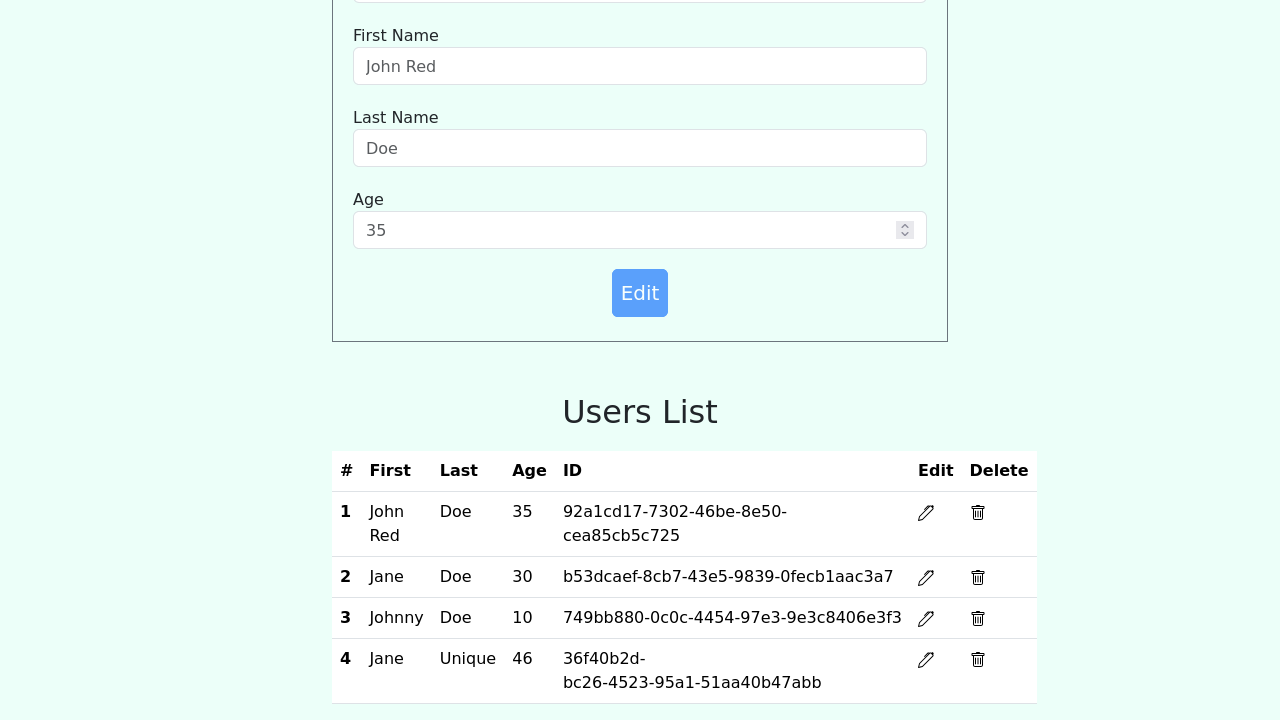 First Name
John Red
Last Name
Doe
Age
35
Edit
Users List
# First Last Age ID Edit Delete
1 John Red Doe 35 92a1cd17-7302-46be-8e50-cea85cb5c725
2 Jane Doe 30 b53dcaef-8cb7-43e5-9839-0fecb1aac3a7
3 Johnny Doe 10 749bb880-0c0c-4454-97e3-9e3c8406e3f3
4 Jane Unique 46 36f40b2d-bc26-4523-95a1-51aa40b47abb